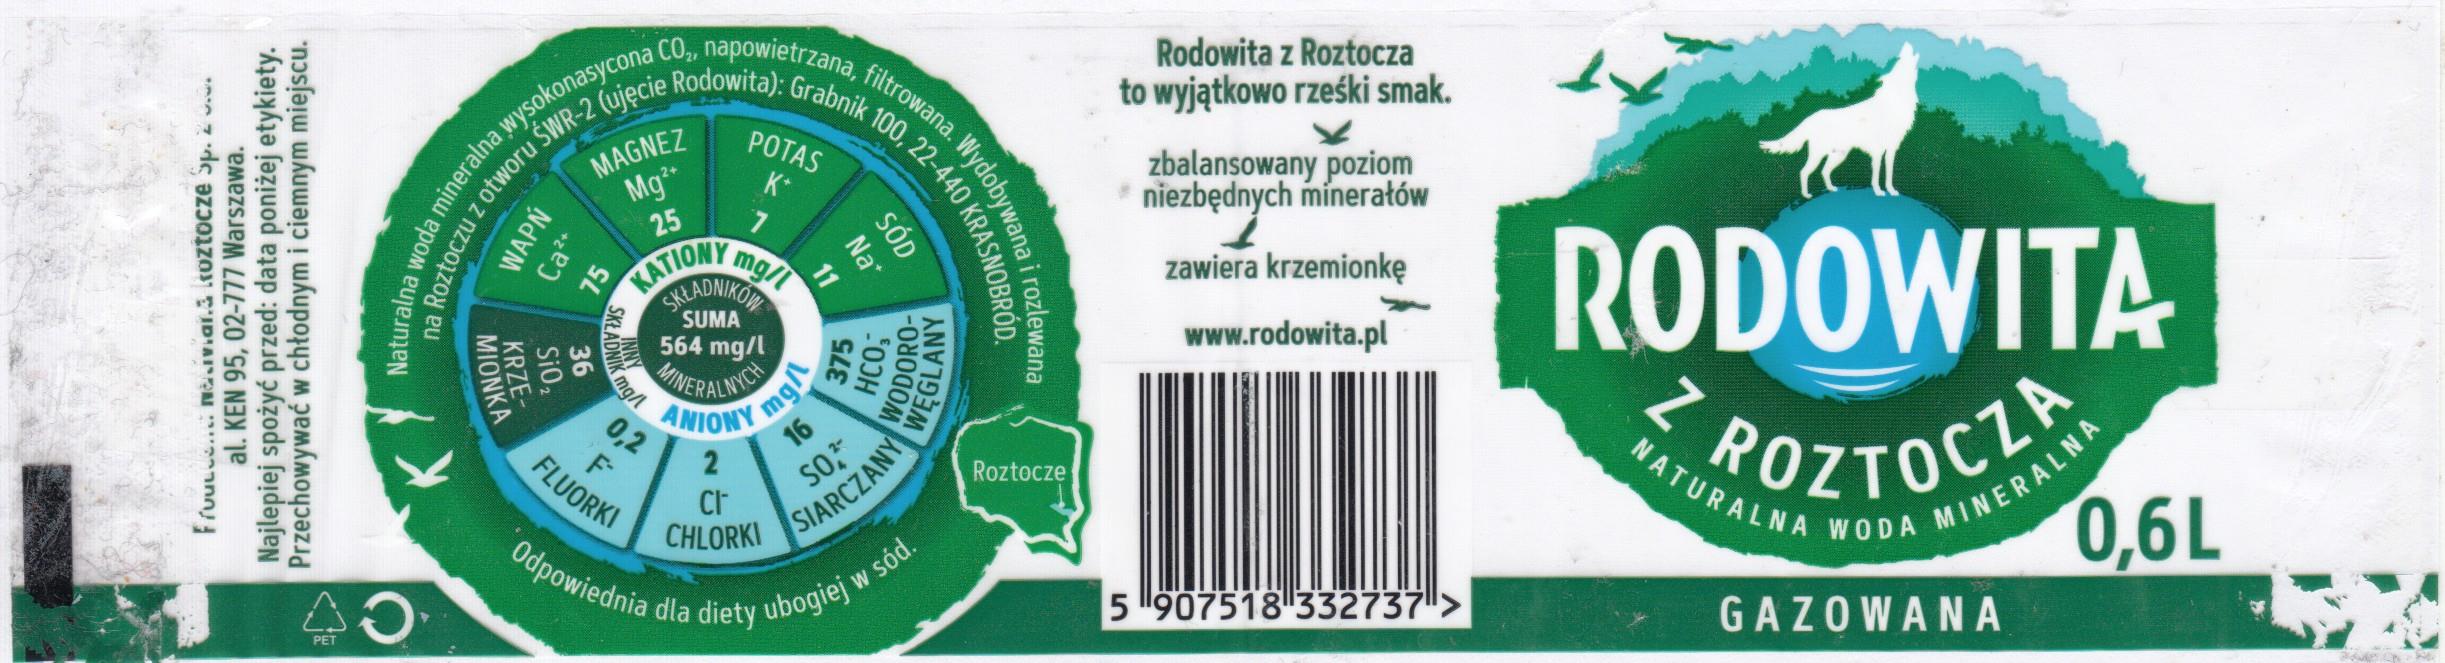 al. KEN 95, 02-777 Warszawa.
Najlepiej spożyć przed: data poniżej etykiety.
Przechowywać w chłodnym i ciemnym miejscu.
Naturalna woda mineralna wysokonasycona CO₂, napowietrzana, filtrowana. Wydobywana i rozlewana
na Roztoczu z otworu ŚWR-2 (ujęcie Rodowita): Grabnik 100, 22-440 KRASNOBRÓD.
WAPŃ
Ca²⁺
75
MAGNEZ
Mg²⁺
25
POTAS
K⁺
7
SÓD
Na⁺
11
KATIONY mg/l
SKŁADNIKÓW
SUMA
564 mg/l
MINERALNYCH
INNY
SKŁADNIK mg/l
ANIONY mg/l
36
SiO₂
KRZE-
MIONKA
0,2
F⁻
FLUORKI
2
Cl⁻
CHLORKI
16
SO₄²⁻
SIARCZANY
375
HCO₃⁻
WODORO-
WĘGLANY
Roztocze
Odpowiednia dla diety ubogiej w sód.
PET
Rodowita z Roztocza
to wyjątkowo rześki smak.
zbalansowany poziom
niezbędnych minerałów
zawiera krzemionkę
www.rodowita.pl
5 907518 332737 >
RODOWITA
Z ROZTOCZA
NATURALNA WODA MINERALNA
0,6L
GAZOWANA